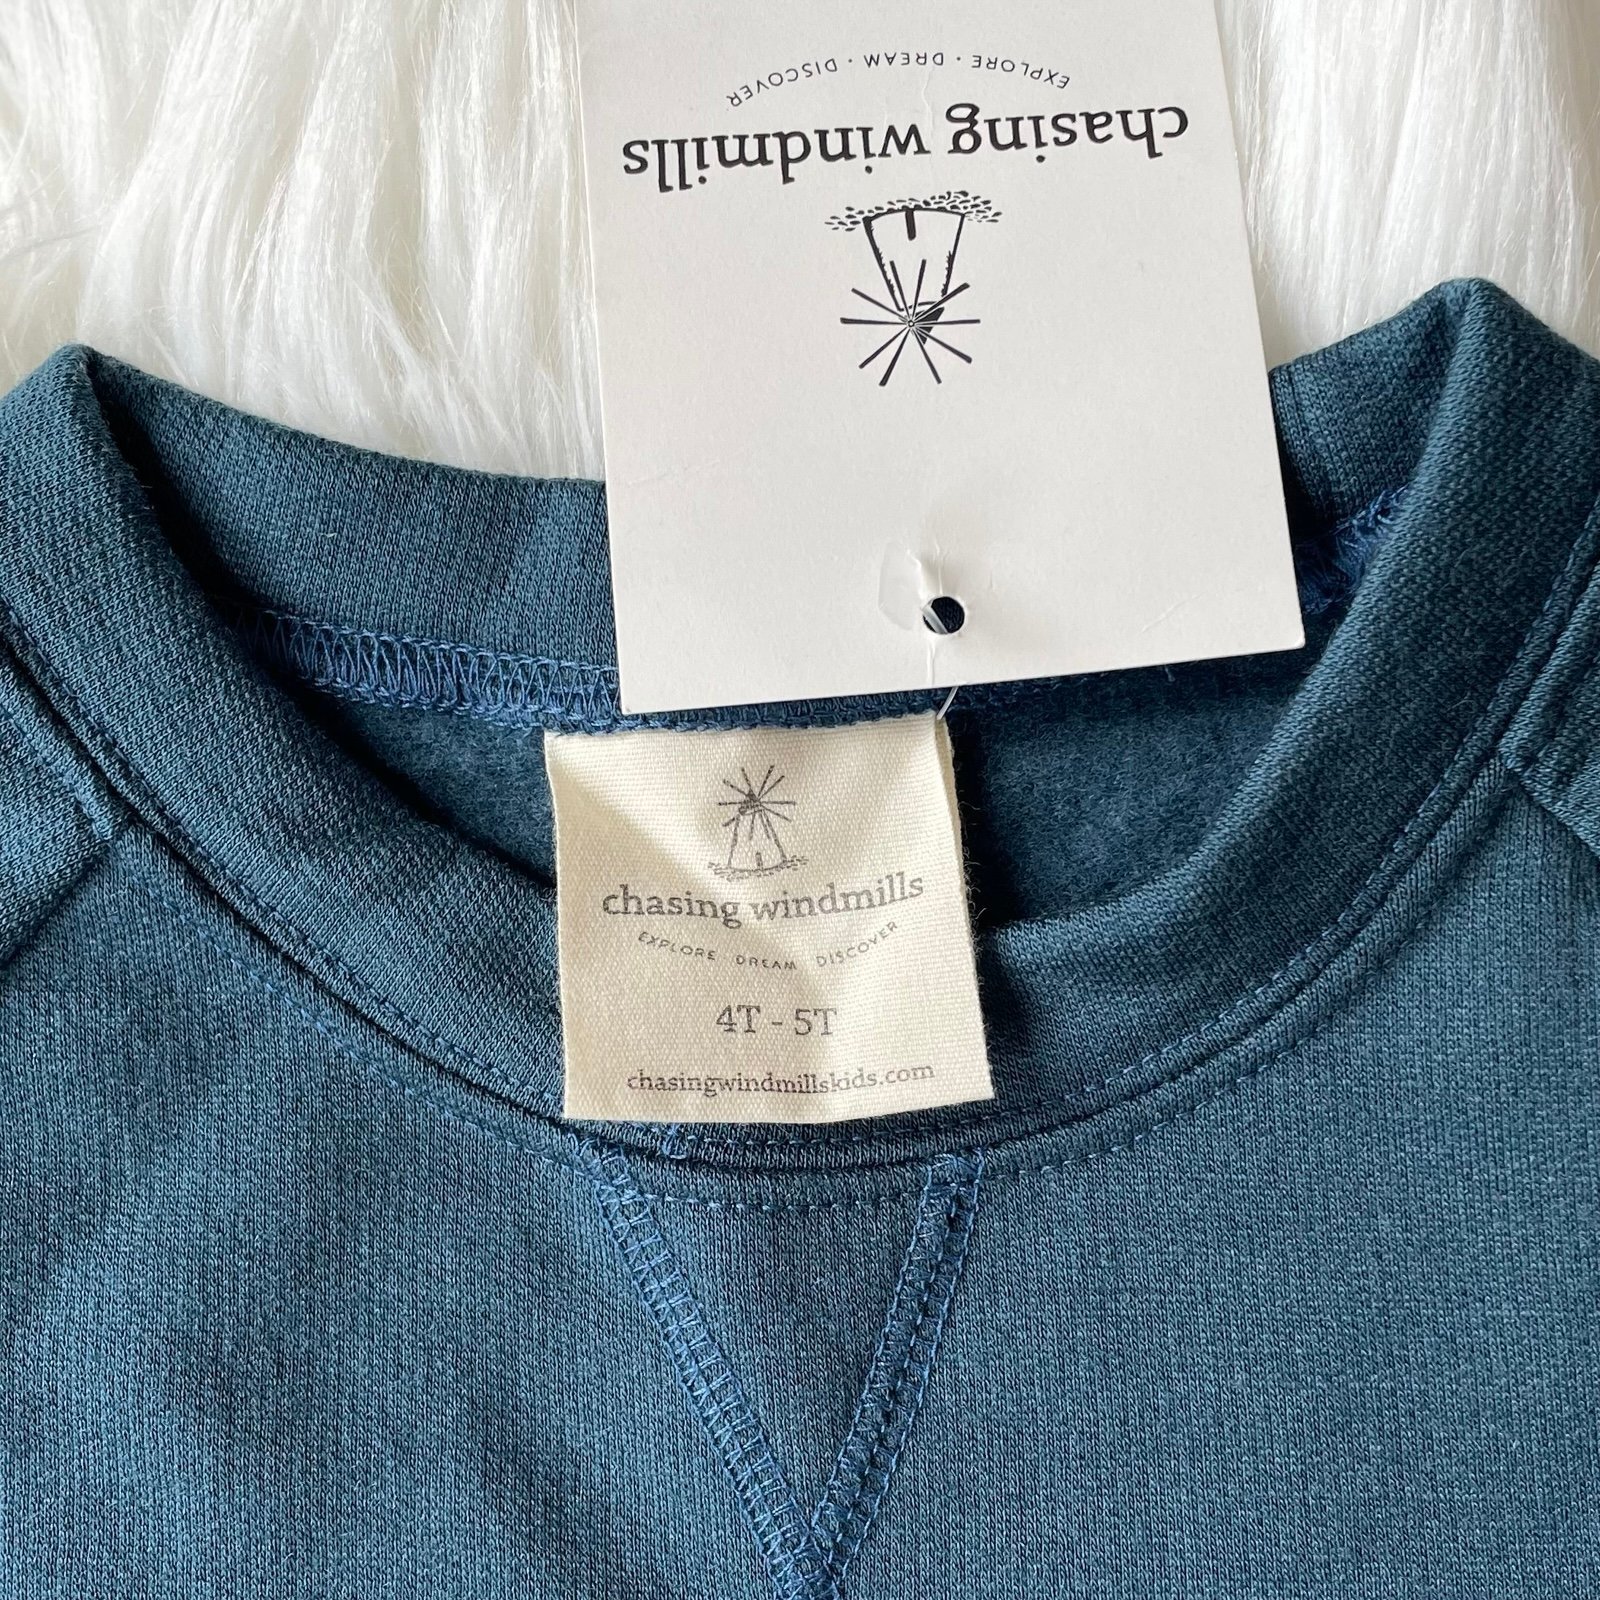 chasing windmills
EXPLORE · DREAM · DISCOVER
chasing windmills
EXPLORE DREAM DISCOVER
4T - 5T
chasingwindmillskids.com